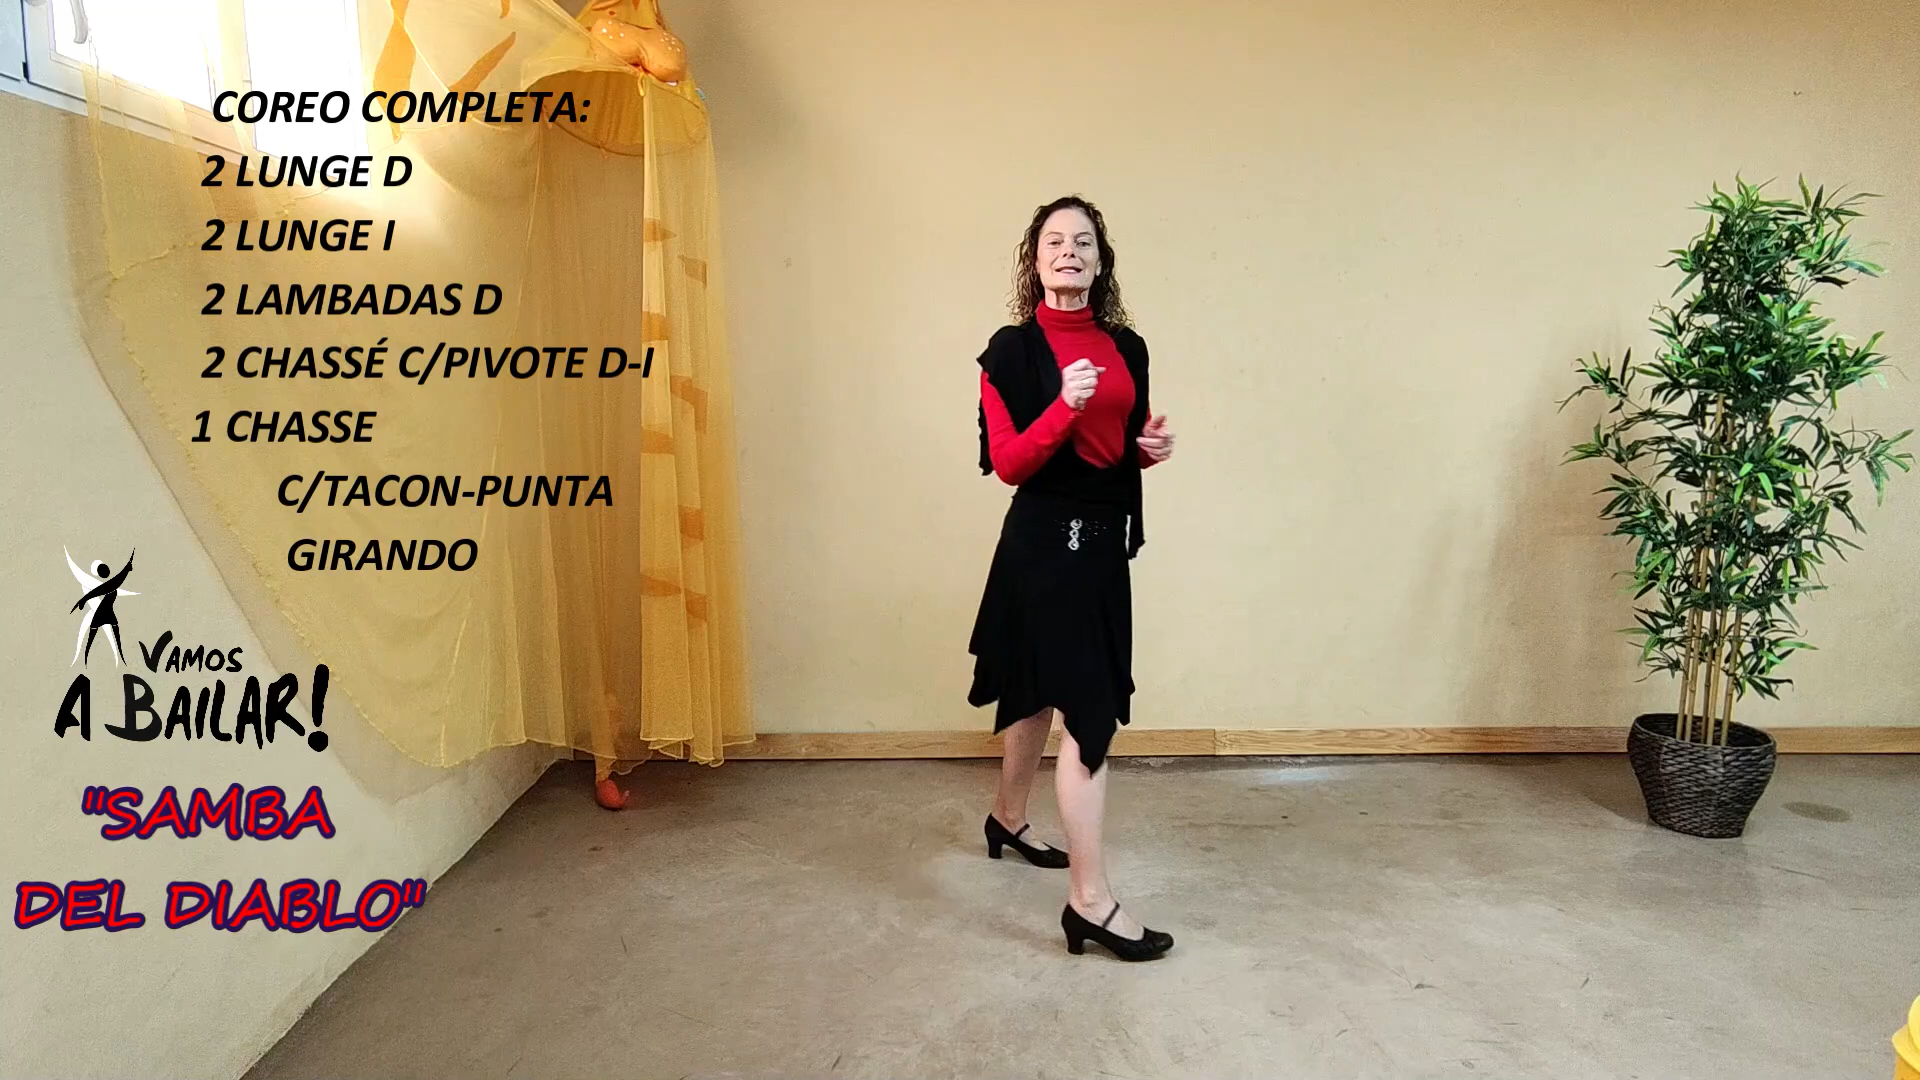 COREO COMPLETA:
2 LUNGE D
2 LUNGE I
2 LAMBADAS D
2 CHASSÉ C/PIVOTE D-I
1 CHASSE
C/TACON-PUNTA
GIRANDO
VAMOS
A BAILAR!
"SAMBA
DEL DIABLO"